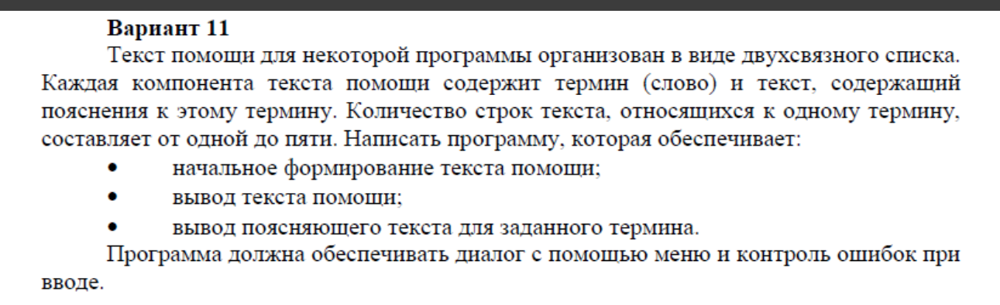 Вариант 11
Текст помощи для некоторой программы организован в виде двухсвязного списка.
Каждая компонента текста помощи содержит термин (слово) и текст, содержащий
пояснения к этому термину. Количество строк текста, относящихся к одному термину,
составляет от одной до пяти. Написать программу, которая обеспечивает:
• начальное формирование текста помощи;
• вывод текста помощи;
• вывод поясняющего текста для заданного термина.
Программа должна обеспечивать диалог с помощью меню и контроль ошибок при
вводе.